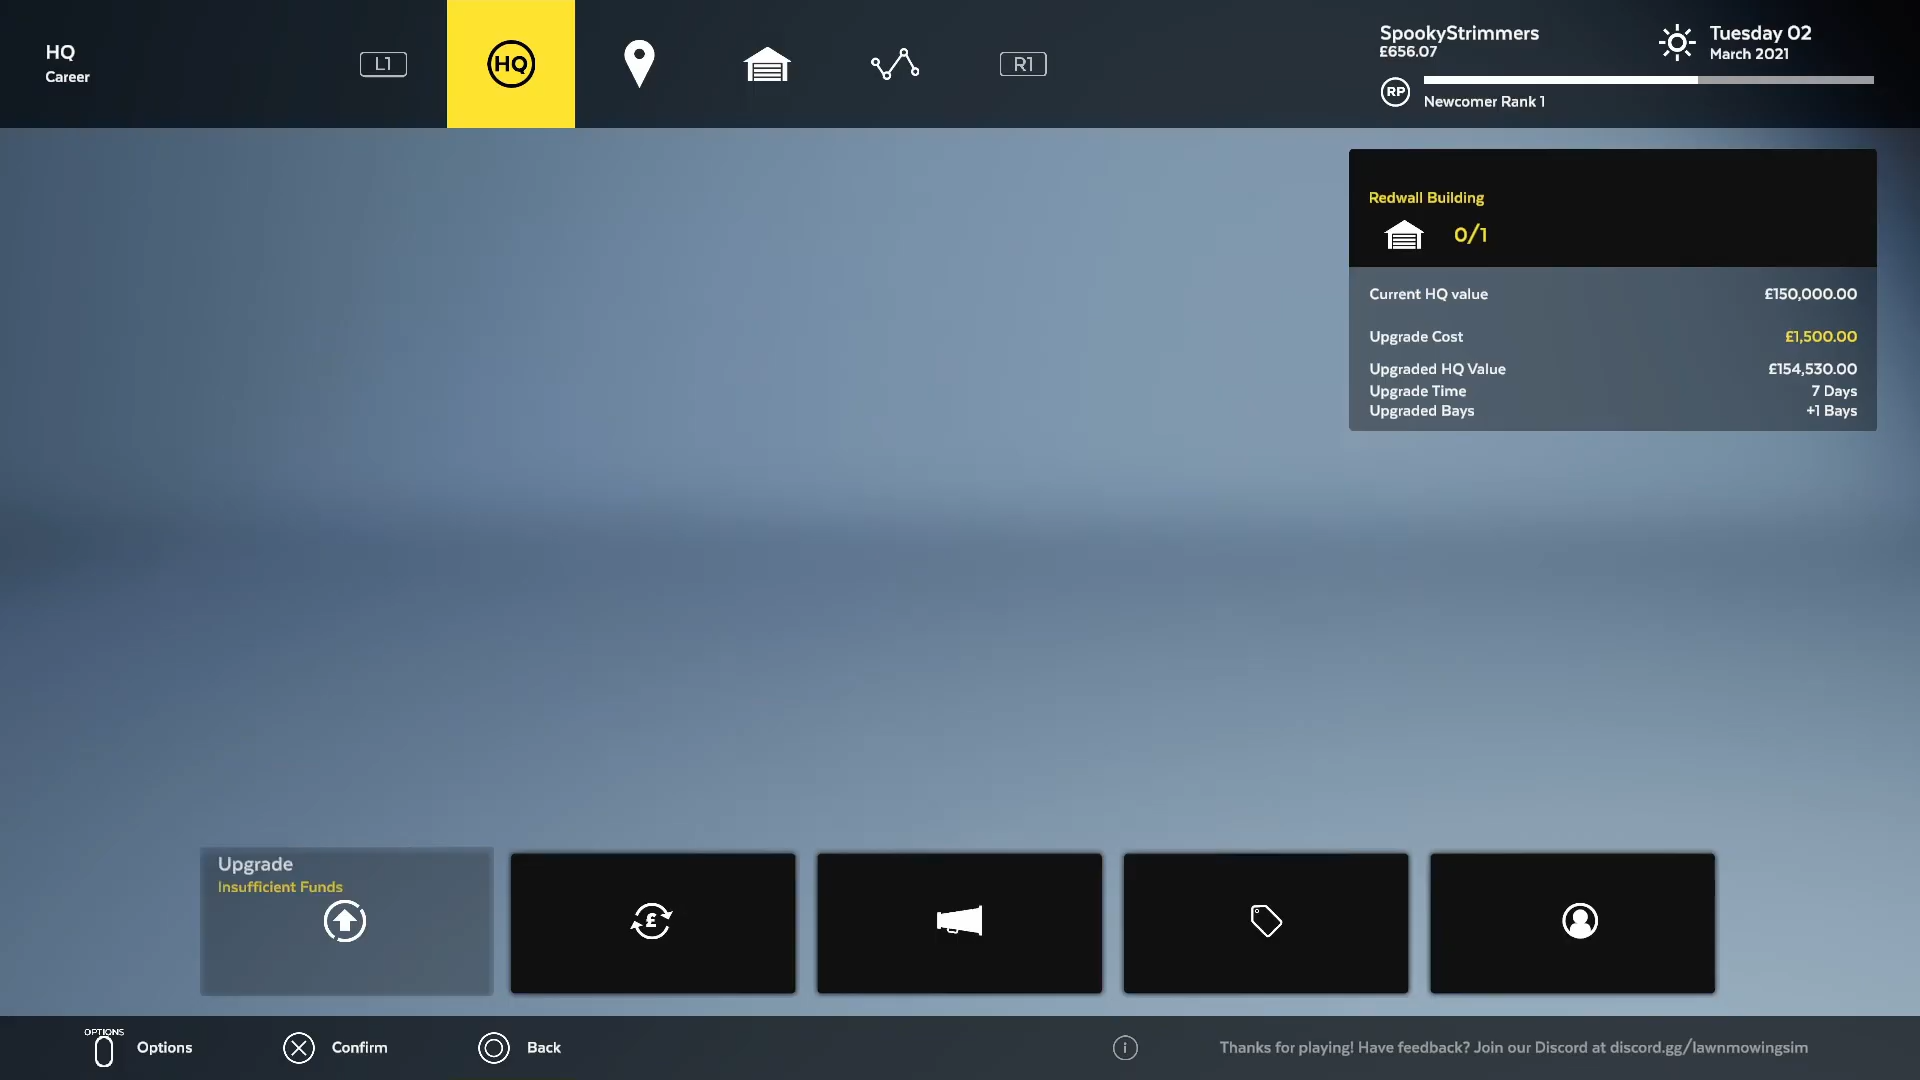 HQ
Career
L1
HQ
R1
SpookyStrimmers
£656.07
RP
Newcomer Rank 1
Tuesday 02
March 2021
Redwall Building
0/1
Current HQ value £150,000.00
Upgrade Cost £1,500.00
Upgraded HQ Value £154,530.00
Upgrade Time 7 Days
Upgraded Bays +1 Bays
Upgrade
Insufficient Funds
£
OPTIONS
Options
Confirm
Back
i
Thanks for playing! Have feedback? Join our Discord at discord.gg/lawnmowingsim